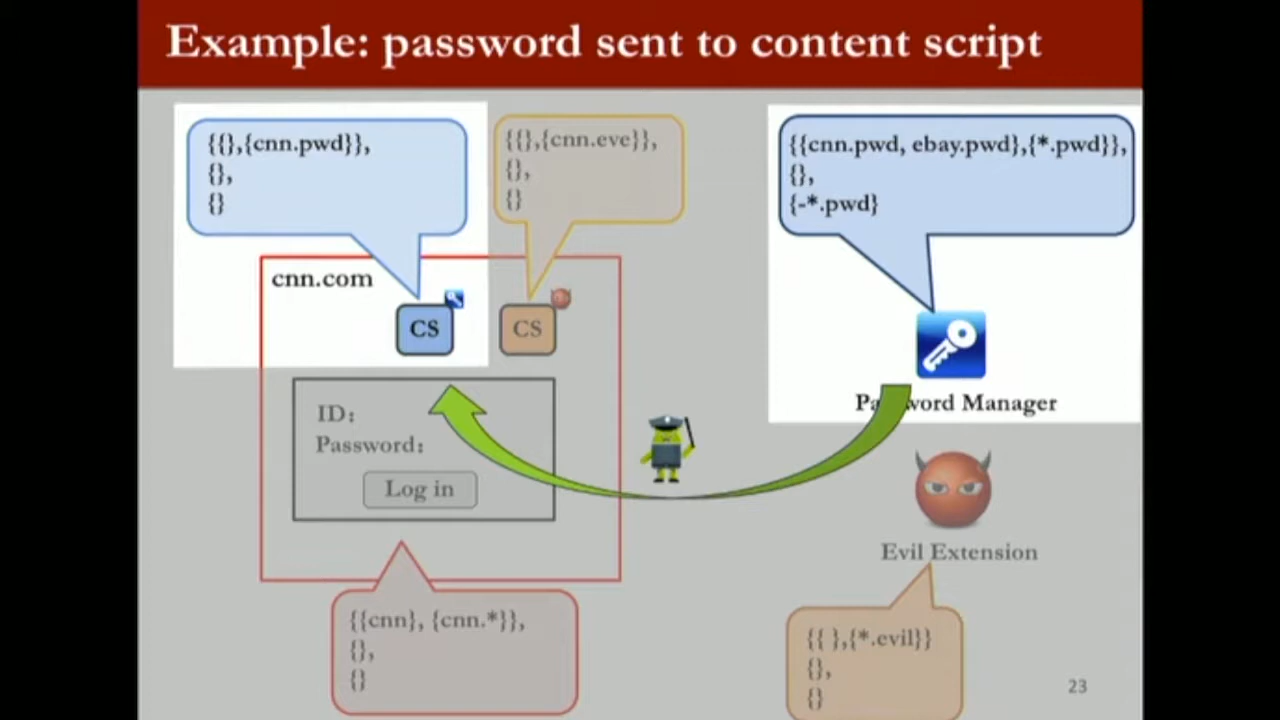 Example: password sent to content script
{{},{cnn.pwd}},
{},
{}
{{},{cnn.eve}},
{},
{}
{{cnn.pwd, ebay.pwd},{*.pwd}},
{},
{-*.pwd}
cnn.com
CS
CS
ID:
Password:
Log in
Password Manager
Evil Extension
{{cnn}, {cnn.*}},
{},
{}
{{ },{*.evil}}
{},
{}
23